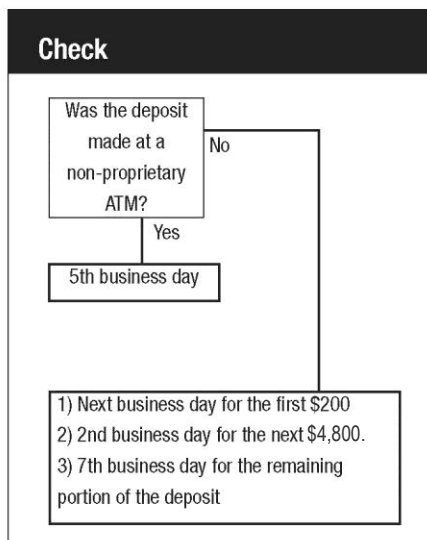 Check
Was the deposit
made at a
non-proprietary
ATM?
No
Yes
5th business day
1) Next business day for the first $200
2) 2nd business day for the next $4,800.
3) 7th business day for the remaining
portion of the deposit